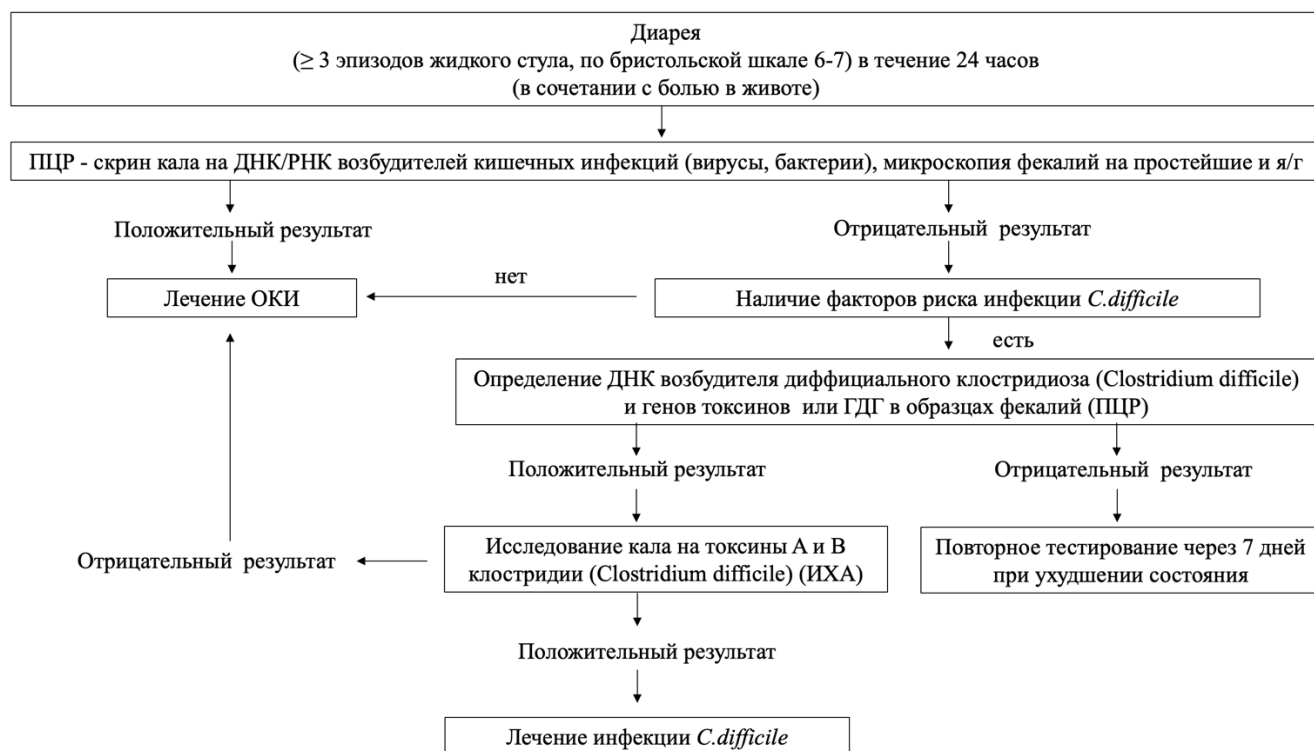 Диарея
(≥ 3 эпизодов жидкого стула, по бристольской шкале 6-7) в течение 24 часов
(в сочетании с болью в животе)
ПЦР - скрин кала на ДНК/РНК возбудителей кишечных инфекций (вирусы, бактерии), микроскопия фекалий на простейшие и я/г
Положительный результат
Отрицательный результат
Лечение ОКИ
нет
Наличие факторов риска инфекции C.difficile
есть
Определение ДНК возбудителя диффициального клостридиоза (Clostridium difficile)
и генов токсинов или ГДГ в образцах фекалий (ПЦР)
Положительный результат
Отрицательный результат
Отрицательный результат
Исследование кала на токсины А и В
клостридии (Clostridium difficile) (ИХА)
Повторное тестирование через 7 дней
при ухудшении состояния
Положительный результат
Лечение инфекции C.difficile